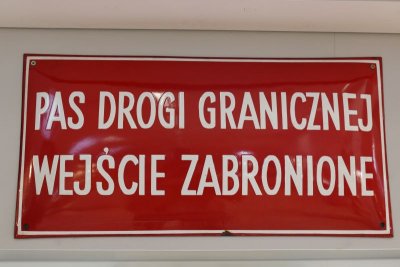 PAS DROGI GRANICZNEJ
WEJŚCIE ZABRONIONE